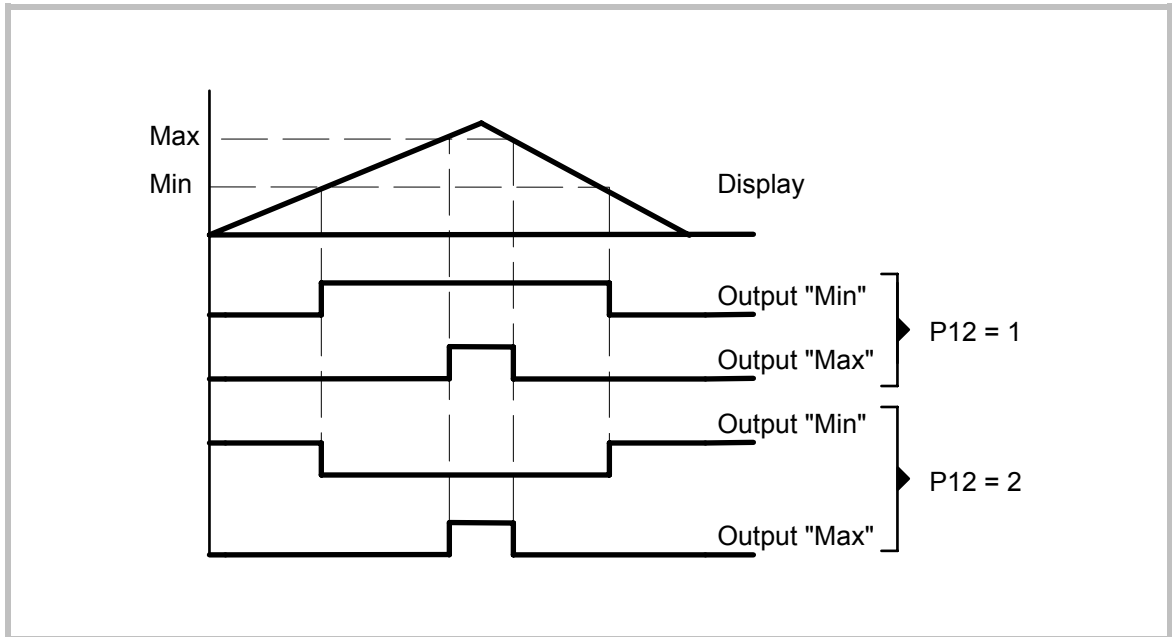 Max
Min
Display
Output "Min"
Output "Max"
P12 = 1
Output "Min"
Output "Max"
P12 = 2